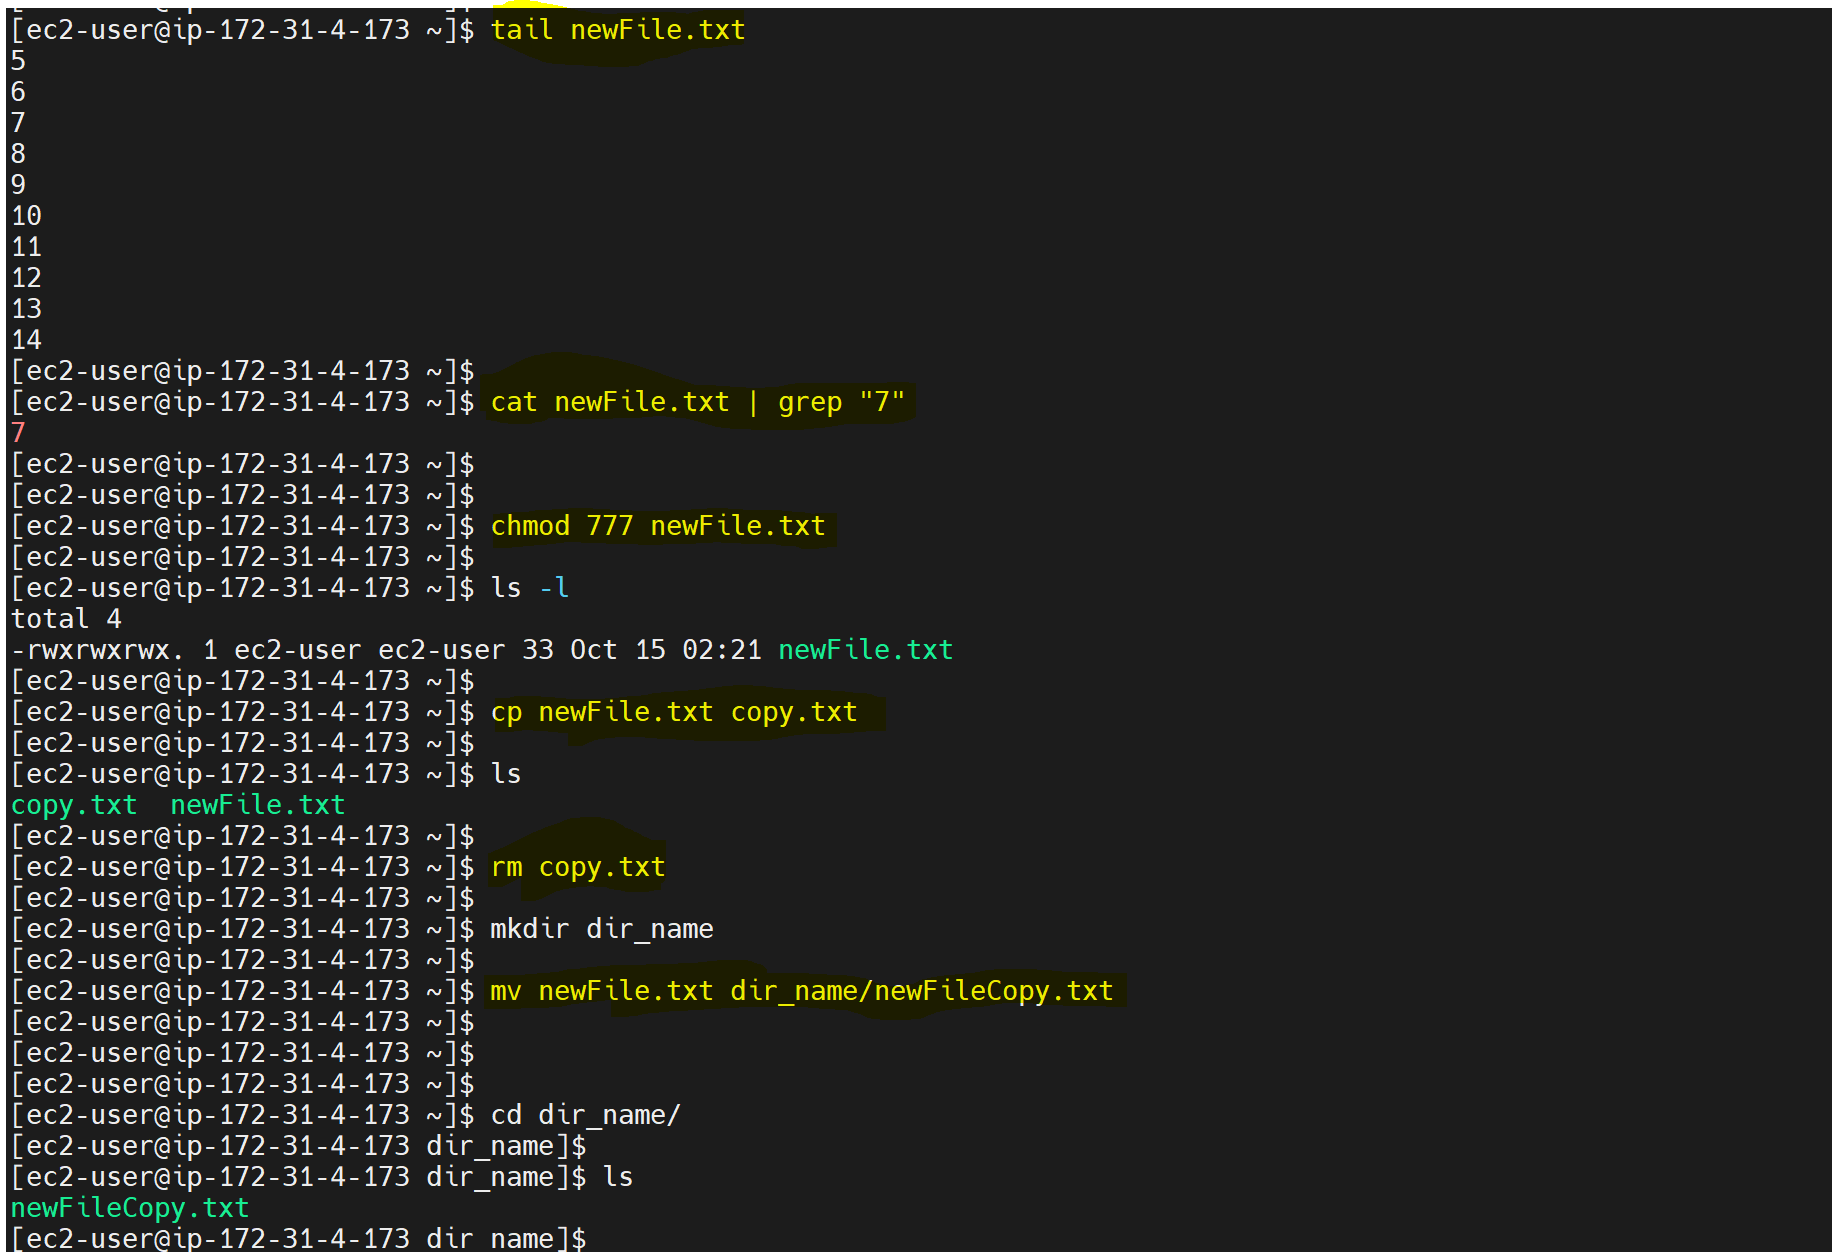 [ec2-user@ip-172-31-4-173 ~]$ tail newFile.txt
5
6
7
8
9
10
11
12
13
14
[ec2-user@ip-172-31-4-173 ~]$
[ec2-user@ip-172-31-4-173 ~]$ cat newFile.txt | grep "7"
7
[ec2-user@ip-172-31-4-173 ~]$
[ec2-user@ip-172-31-4-173 ~]$
[ec2-user@ip-172-31-4-173 ~]$ chmod 777 newFile.txt
[ec2-user@ip-172-31-4-173 ~]$
[ec2-user@ip-172-31-4-173 ~]$ ls -l
total 4
-rwxrwxrwx. 1 ec2-user ec2-user 33 Oct 15 02:21 newFile.txt
[ec2-user@ip-172-31-4-173 ~]$
[ec2-user@ip-172-31-4-173 ~]$ cp newFile.txt copy.txt
[ec2-user@ip-172-31-4-173 ~]$
[ec2-user@ip-172-31-4-173 ~]$ ls
copy.txt  newFile.txt
[ec2-user@ip-172-31-4-173 ~]$
[ec2-user@ip-172-31-4-173 ~]$ rm copy.txt
[ec2-user@ip-172-31-4-173 ~]$
[ec2-user@ip-172-31-4-173 ~]$ mkdir dir_name
[ec2-user@ip-172-31-4-173 ~]$
[ec2-user@ip-172-31-4-173 ~]$ mv newFile.txt dir_name/newFileCopy.txt
[ec2-user@ip-172-31-4-173 ~]$
[ec2-user@ip-172-31-4-173 ~]$
[ec2-user@ip-172-31-4-173 ~]$
[ec2-user@ip-172-31-4-173 ~]$ cd dir_name/
[ec2-user@ip-172-31-4-173 dir_name]$
[ec2-user@ip-172-31-4-173 dir_name]$ ls
newFileCopy.txt
[ec2-user@ip-172-31-4-173 dir_name]$